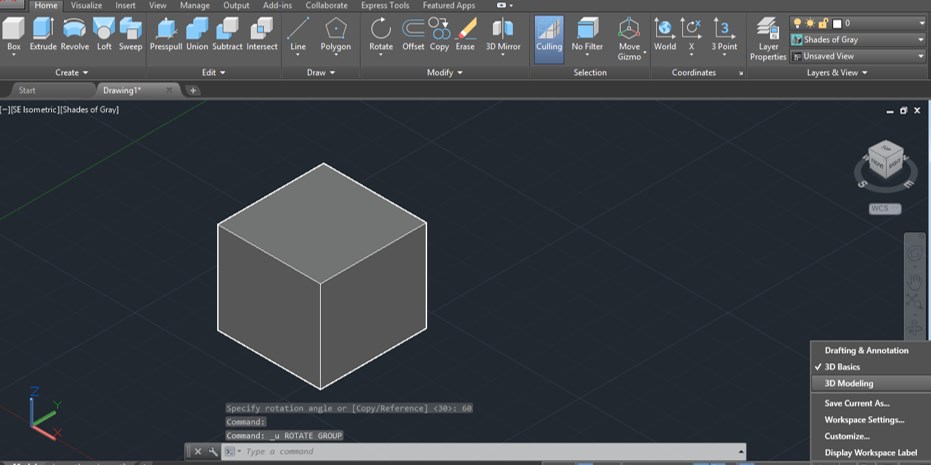 Home Visualize Insert View Manage Output Add-ins Collaborate Express Tools Featured Apps
Box Extrude Revolve Loft Sweep Presspull Union Subtract Intersect Line Polygon Rotate Offset Copy Erase 3D Mirror Culling No Filter Move Gizmo World X 3 Point Layer Properties
0
Shades of Gray
Unsaved View
Create Edit Draw Modify Selection Coordinates Layers & View
Start Drawing1*
[−][SE Isometric][Shades of Gray]
TOP
FRONT RIGHT
S E
WCS
Drafting & Annotation
3D Basics
3D Modeling
Save Current As...
Workspace Settings...
Customize...
Display Workspace Label
Z
Y
X
Specify rotation angle or [Copy/Reference] <30>: 60
Command:
Command: _u ROTATE GROUP
Type a command